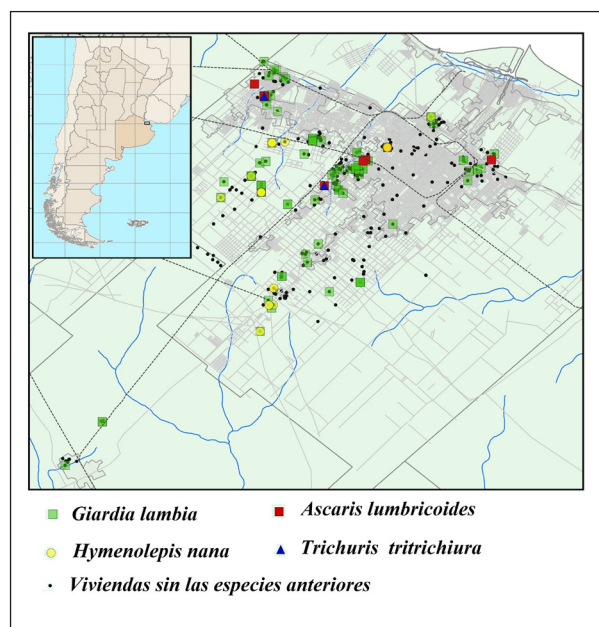 Giardia lambia
Ascaris lumbricoides
Hymenolepis nana
Trichuris tritrichiura
Viviendas sin las especies anteriores